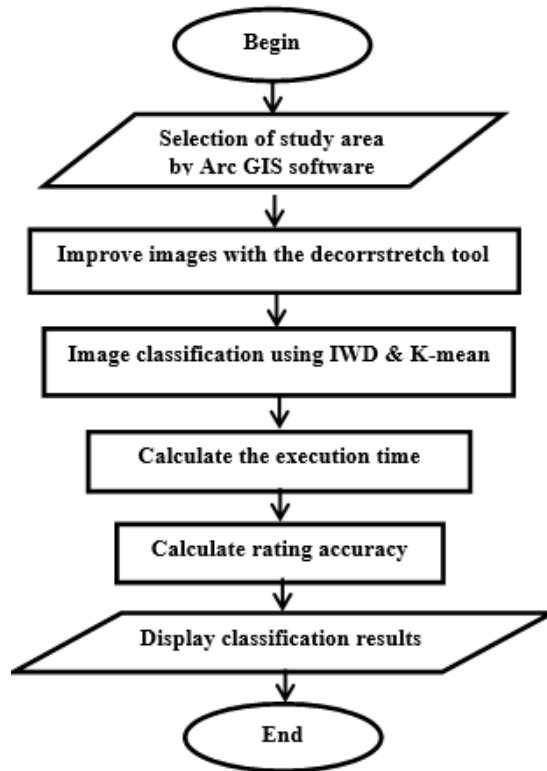 Begin
Selection of study area
by Arc GIS software
Improve images with the decorrstretch tool
Image classification using IWD & K-mean
Calculate the execution time
Calculate rating accuracy
Display classification results
End